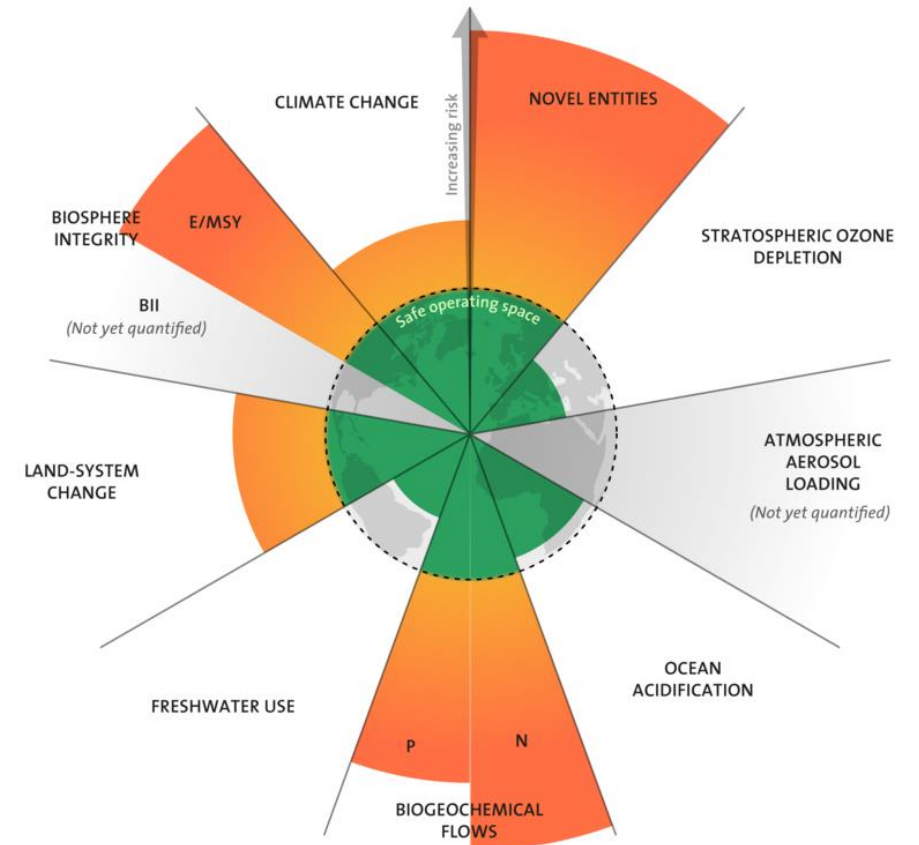 CLIMATE CHANGE
Increasing risk
NOVEL ENTITIES
BIOSPHERE
INTEGRITY
E/MSY
STRATOSPHERIC OZONE
DEPLETION
BII
(Not yet quantified)
Safe operating space
LAND-SYSTEM
CHANGE
ATMOSPHERIC
AEROSOL
LOADING
(Not yet quantified)
FRESHWATER USE
OCEAN
ACIDIFICATION
P
N
BIOGEOCHEMICAL
FLOWS